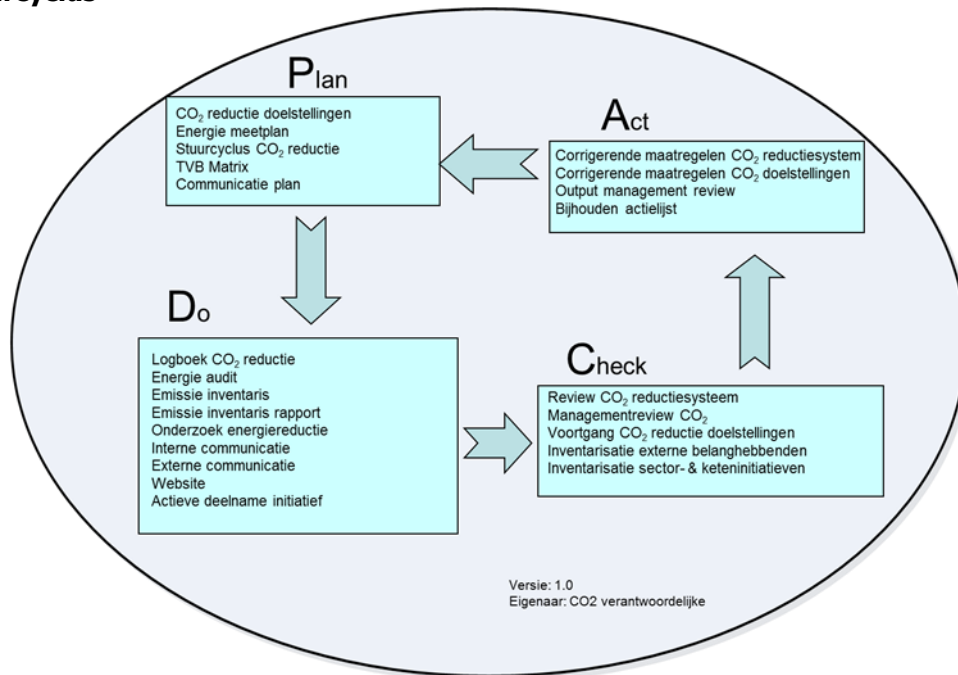 Plan
CO₂ reductie doelstellingen
Energie meetplan
Stuurcyclus CO₂ reductie
TVB Matrix
Communicatie plan
Act
Corrigerende maatregelen CO₂ reductiesystem
Corrigerende maatregelen CO₂ doelstellingen
Output management review
Bijhouden actielijst
Do
Logboek CO₂ reductie
Energie audit
Emissie inventaris
Emissie inventaris rapport
Onderzoek energiereductie
Interne communicatie
Externe communicatie
Website
Actieve deelname initiatief
Check
Review CO₂ reductiesysteem
Managementreview CO₂
Voortgang CO₂ reductie doelstellingen
Inventarisatie externe belanghebbenden
Inventarisatie sector- & keteninitiatieven
Versie: 1.0
Eigenaar: CO2 verantwoordelijke